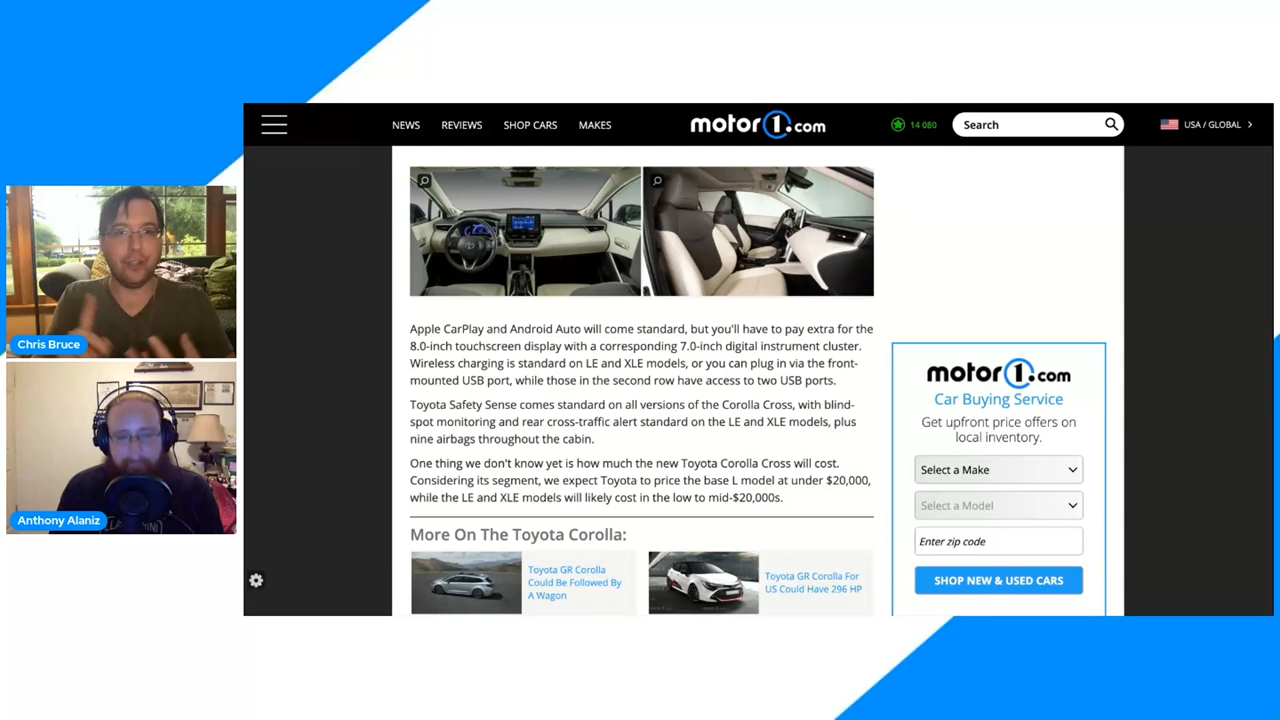 NEWS
REVIEWS
SHOP CARS
MAKES
motor1.com
14 080
Search
USA / GLOBAL
Chris Bruce
Anthony Alaniz
Apple CarPlay and Android Auto will come standard, but you'll have to pay extra for the
8.0-inch touchscreen display with a corresponding 7.0-inch digital instrument cluster.
Wireless charging is standard on LE and XLE models, or you can plug in via the front-
mounted USB port, while those in the second row have access to two USB ports.
Toyota Safety Sense comes standard on all versions of the Corolla Cross, with blind-
spot monitoring and rear cross-traffic alert standard on the LE and XLE models, plus
nine airbags throughout the cabin.
One thing we don't know yet is how much the new Toyota Corolla Cross will cost.
Considering its segment, we expect Toyota to price the base L model at under $20,000,
while the LE and XLE models will likely cost in the low to mid-$20,000s.
More On The Toyota Corolla:
Toyota GR Corolla
Could Be Followed By
A Wagon
Toyota GR Corolla For
US Could Have 296 HP
motor1.com
Car Buying Service
Get upfront price offers on
local inventory.
Select a Make
Select a Model
Enter zip code
SHOP NEW & USED CARS